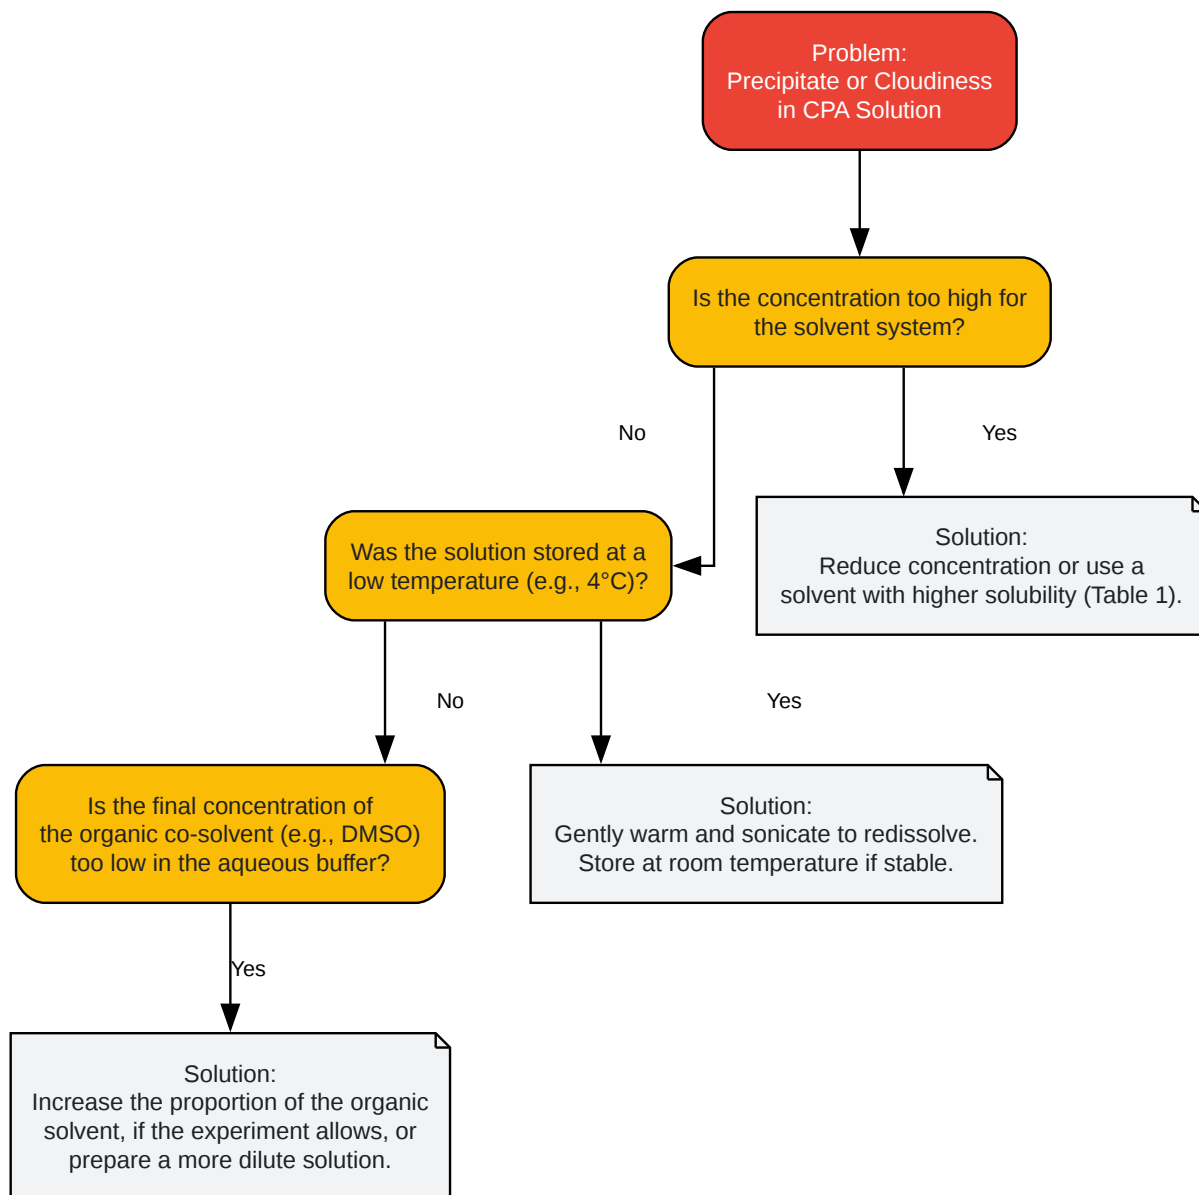 Problem:
Precipitate or Cloudiness
in CPA Solution
Is the concentration too high for
the solvent system?
No
Yes
Was the solution stored at a
low temperature (e.g., 4°C)?
Solution:
Reduce concentration or use a
solvent with higher solubility (Table 1).
No
Yes
Is the final concentration of
the organic co-solvent (e.g., DMSO)
too low in the aqueous buffer?
Solution:
Gently warm and sonicate to redissolve.
Store at room temperature if stable.
Yes
Solution:
Increase the proportion of the organic
solvent, if the experiment allows, or
prepare a more dilute solution.